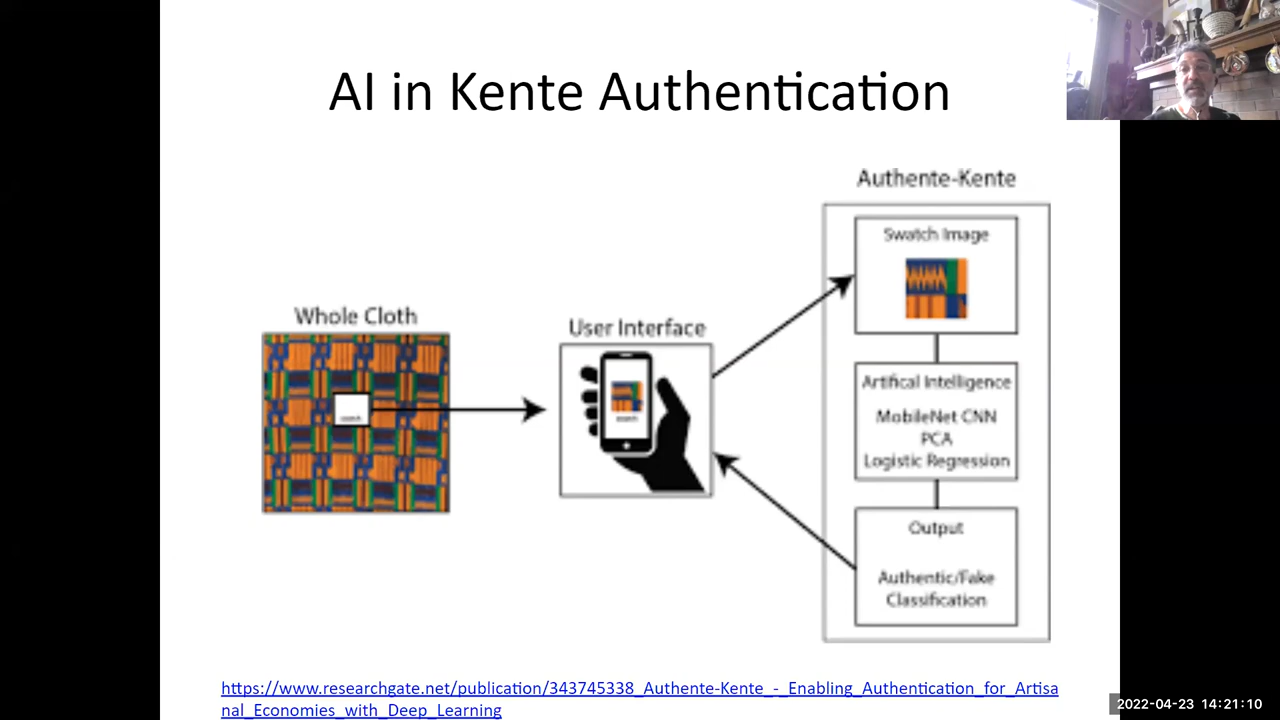 AI in Kente Authentication
Authente-Kente
Swatch Image
Whole Cloth
User Interface
Artifical Intelligence
MobileNet CNN
PCA
Logistic Regression
Output
Authentic/Fake
Classification
https://www.researchgate.net/publication/343745338_Authente-Kente_-_Enabling_Authentication_for_Artisa
nal_Economies_with_Deep_Learning
2022-04-23 14:21:10